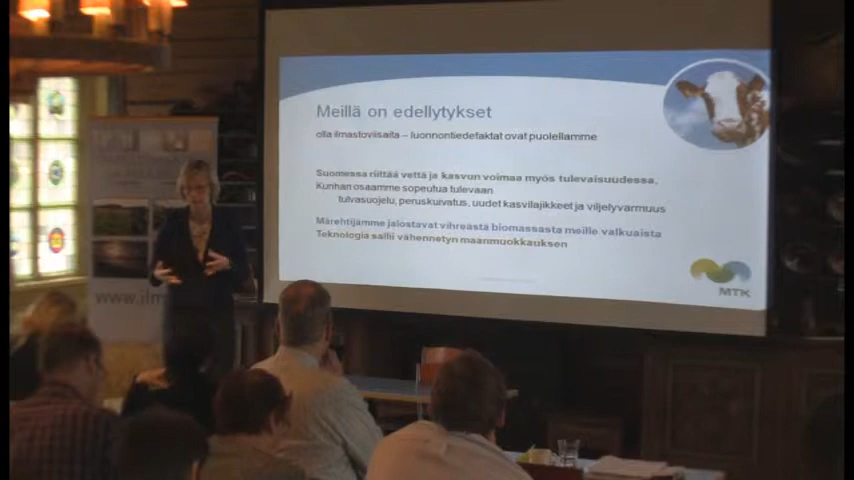 Meillä on edellytykset
olla ilmastoviisaita – luonnontiedefaktat ovat puolellamme
Suomessa riittää vettä ja kasvun voimaa myös tulevaisuudessa,
Kunhan osaamme sopeutua tulevaan
tulvasuojelu, peruskuivatus, uudet kasvilajikkeet ja viljelyvarmuus
Märehtijämme jalostavat vihreästä biomassasta meille valkuaista
Teknologia sallii vähennetyn maanmuokkauksen
MTK
www.ilm